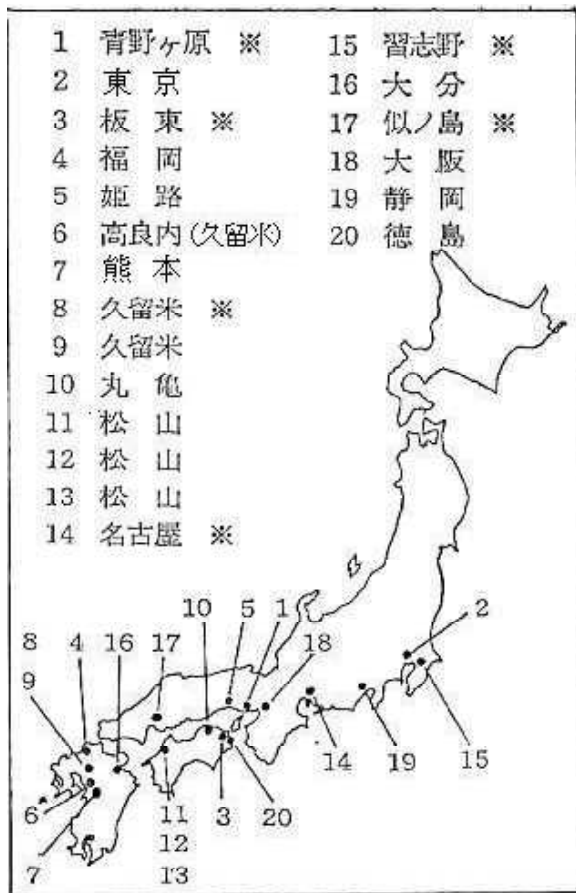 1 青野ヶ原 ※
2 東京
3 板東 ※
4 福岡
5 姫路
6 高良内(久留米)
7 熊本
8 久留米 ※
9 久留米
10 丸亀
11 松山
12 松山
13 松山
14 名古屋 ※
15 習志野 ※
16 大分
17 似ノ島 ※
18 大阪
19 静岡
20 徳島
10 5 1 2
8 4 16 17 18
9
14 19 15
6 11 3 20
12
7 13